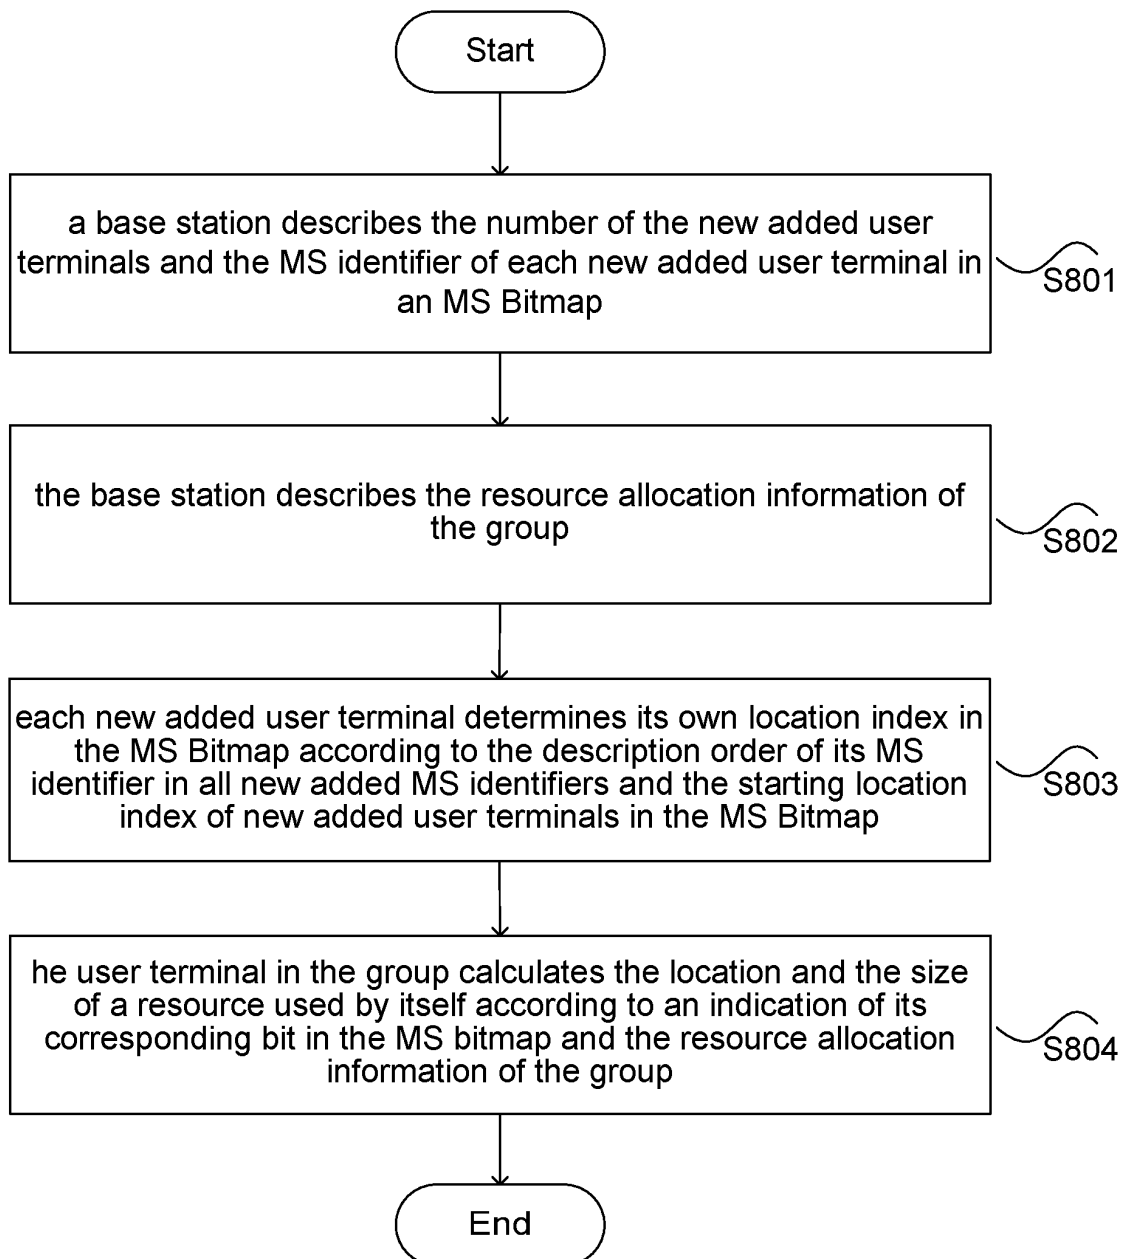 Start
a base station describes the number of the new added user
terminals and the MS identifier of each new added user terminal in
an MS Bitmap
S801
the base station describes the resource allocation information of
the group
S802
each new added user terminal determines its own location index in
the MS Bitmap according to the description order of its MS
identifier in all new added MS identifiers and the starting location
index of new added user terminals in the MS Bitmap
S803
he user terminal in the group calculates the location and the size
of a resource used by itself according to an indication of its
corresponding bit in the MS bitmap and the resource allocation
information of the group
S804
End